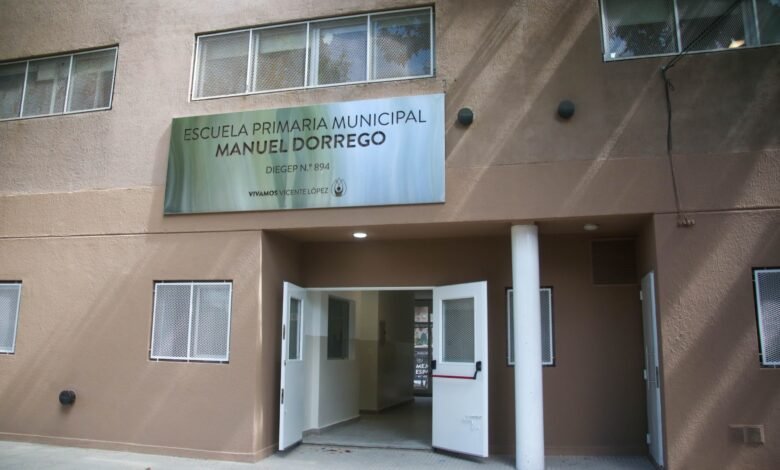 ESCUELA PRIMARIA MUNICIPAL
MANUEL DORREGO
DIEGEP N.º 894
VIVAMOS VICENTE LÓPEZ